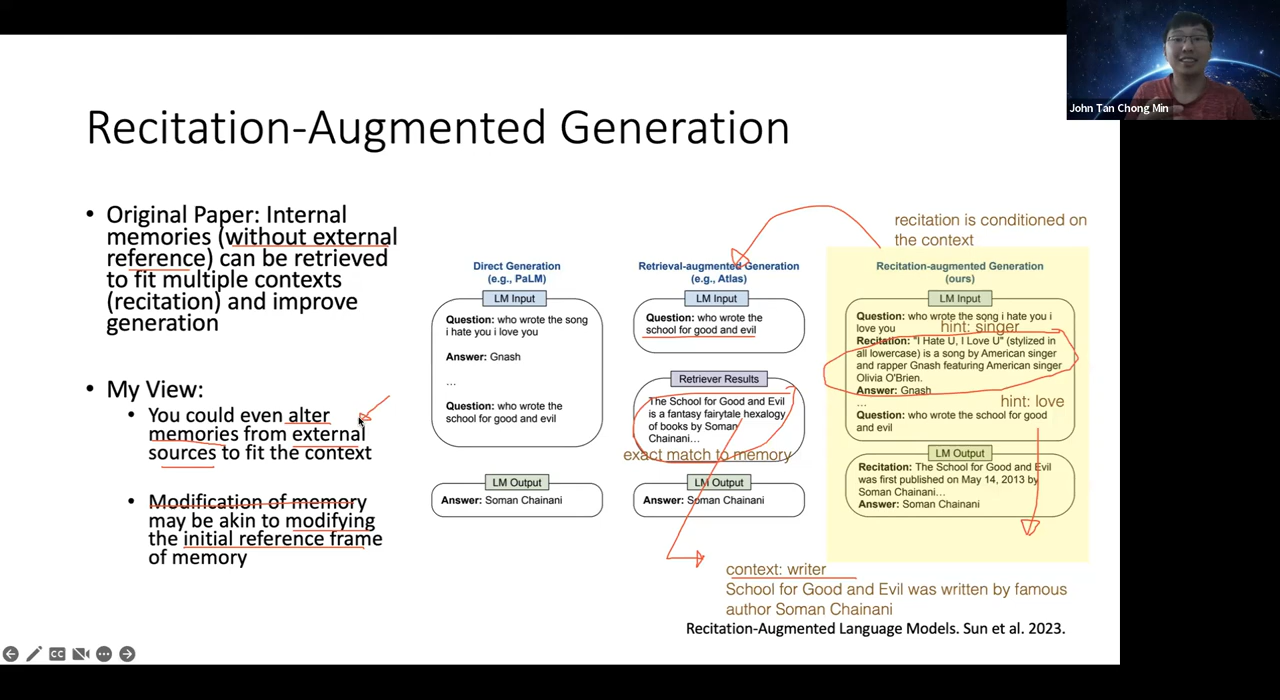 John Tan Chong Min
Recitation-Augmented Generation
• Original Paper: Internal
memories (without external
reference) can be retrieved
to fit multiple contexts
(recitation) and improve
generation
• My View:
• You could even alter
memories from external
sources to fit the context
• Modification of memory
may be akin to modifying
the initial reference frame
of memory
Direct Generation
(e.g., PaLM)
LM Input
Question: who wrote the song
i hate you i love you
Answer: Gnash
...
Question: who wrote the
school for good and evil
LM Output
Answer: Soman Chainani
Retrieval-augmented Generation
(e.g., Atlas)
LM Input
Question: who wrote the
school for good and evil
Retriever Results
The School for Good and Evil
is a fantasy fairytale hexalogy
of books by Soman
Chainani...
exact match to memory
LM Output
Answer: Soman Chainani
recitation is conditioned on
the context
Recitation-augmented Generation
(ours)
LM Input
Question: who wrote the song i hate you i
love you
hint: singer
Recitation: "I Hate U, I Love U" (stylized in
all lowercase) is a song by American singer
and rapper Gnash featuring American singer
Olivia O'Brien.
Answer: Gnash
...
hint: love
Question: who wrote the school for good
and evil
LM Output
Recitation: The School for Good and Evil
was first published on May 14, 2013 by
Soman Chainani...
Answer: Soman Chainani
context: writer
School for Good and Evil was written by famous
author Soman Chainani
Recitation-Augmented Language Models. Sun et al. 2023.
CC